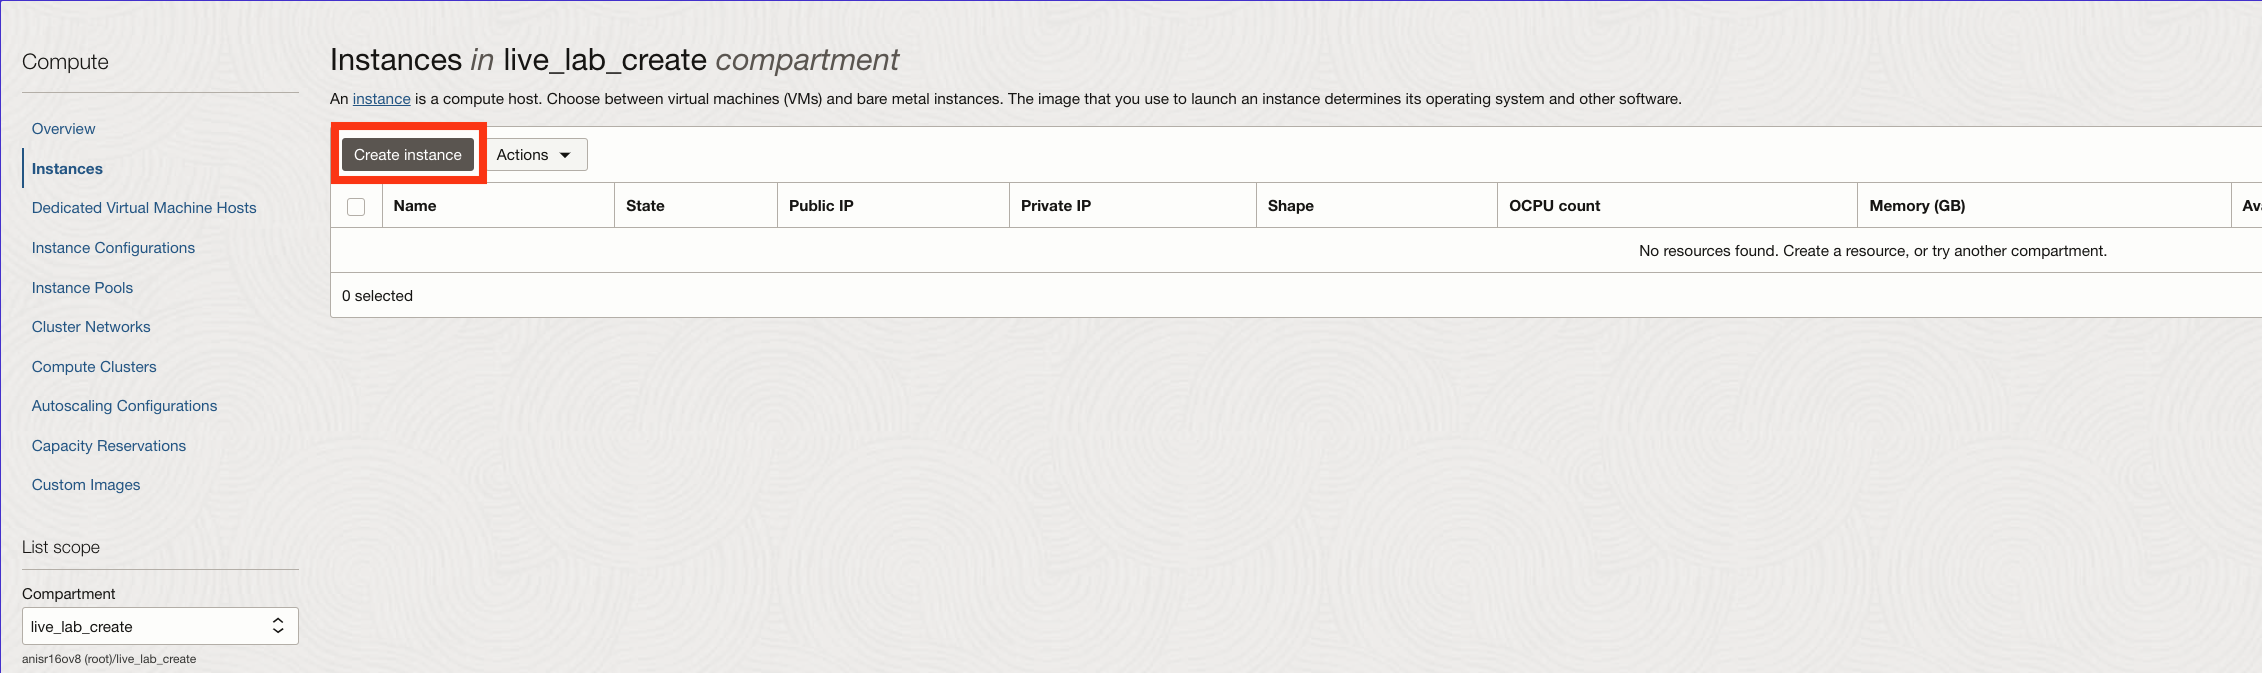 Compute
Overview
Instances
Dedicated Virtual Machine Hosts
Instance Configurations
Instance Pools
Cluster Networks
Compute Clusters
Autoscaling Configurations
Capacity Reservations
Custom Images
List scope
Compartment
live_lab_create
anisr16ov8 (root)/live_lab_create
Instances in live_lab_create compartment
An instance is a compute host. Choose between virtual machines (VMs) and bare metal instances. The image that you use to launch an instance determines its operating system and other software.
Create instance Actions
Name State Public IP Private IP Shape OCPU count Memory (GB) Ava
No resources found. Create a resource, or try another compartment.
0 selected